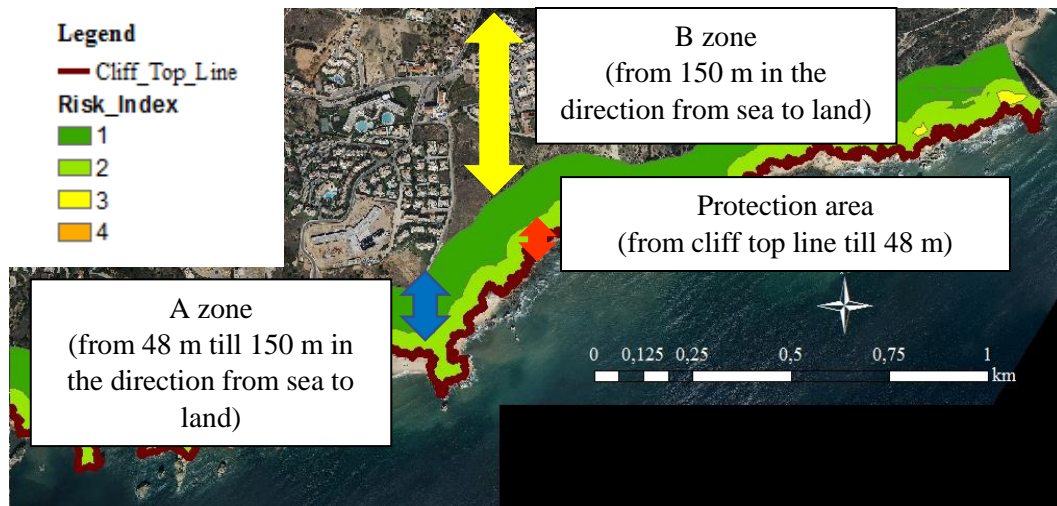 Legend
Cliff_Top_Line
Risk_Index
1
2
3
4
B zone
(from 150 m in the
direction from sea to land)
Protection area
(from cliff top line till 48 m)
A zone
(from 48 m till 150 m in
the direction from sea to
land)
0 0,125 0,25 0,5 0,75 1
km